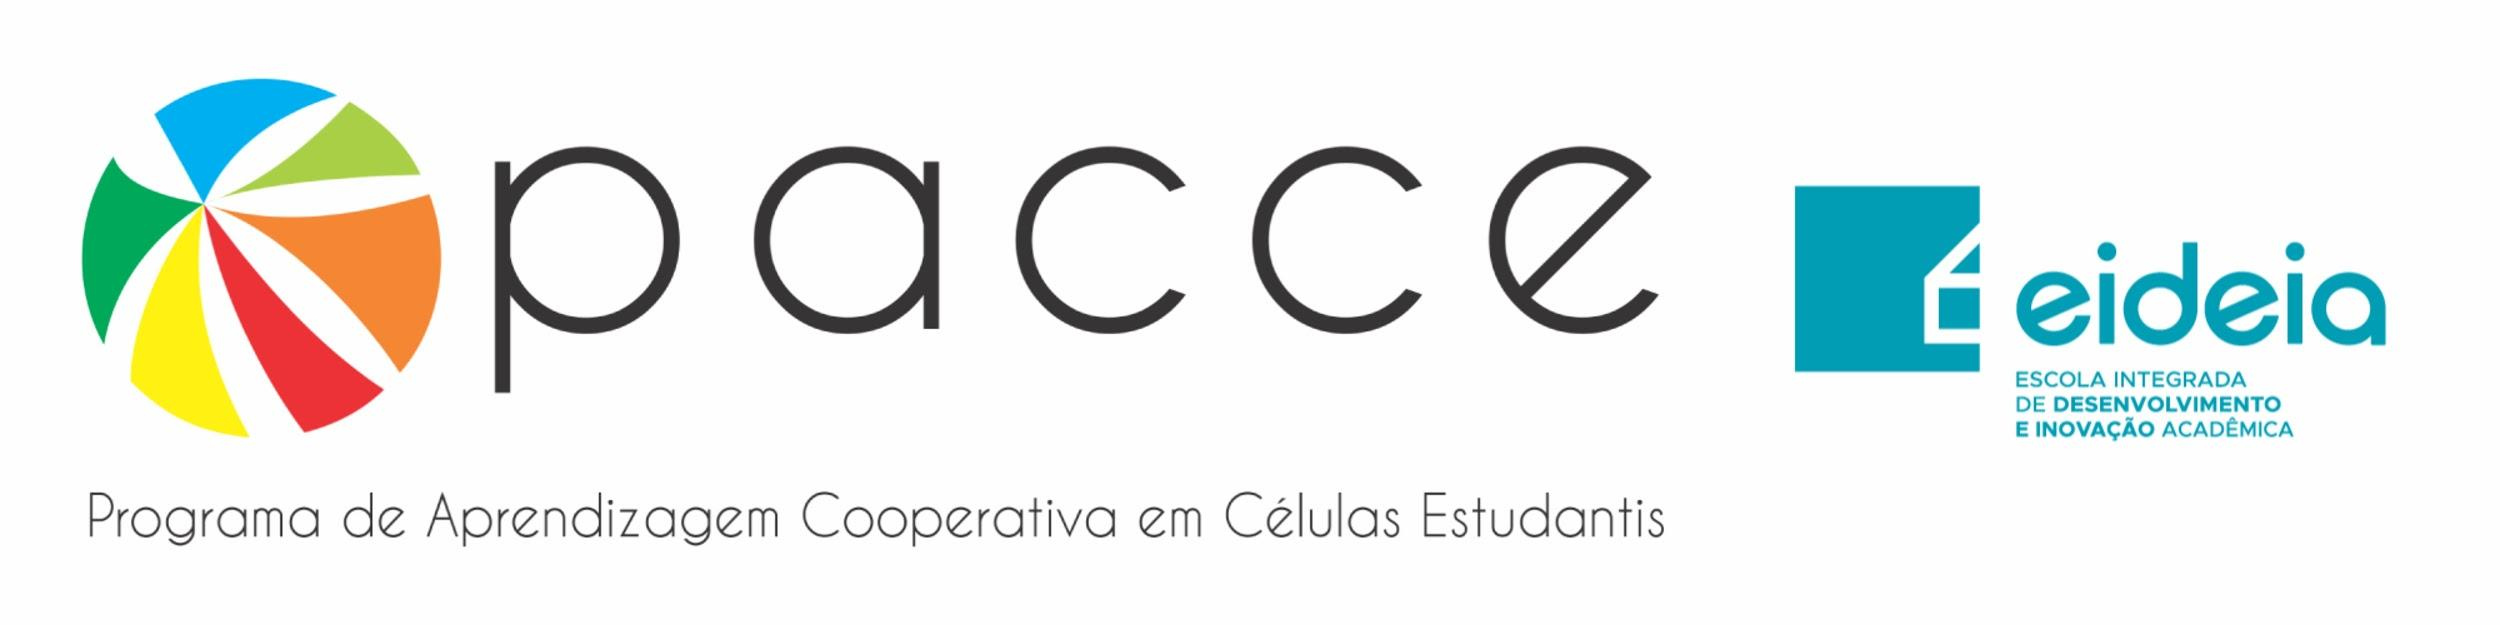 pacce
Programa de Aprendizagem Cooperativa em Células Estudantis
eideia
ESCOLA INTEGRADA
DE DESENVOLVIMENTO
E INOVAÇÃO ACADÊMICA